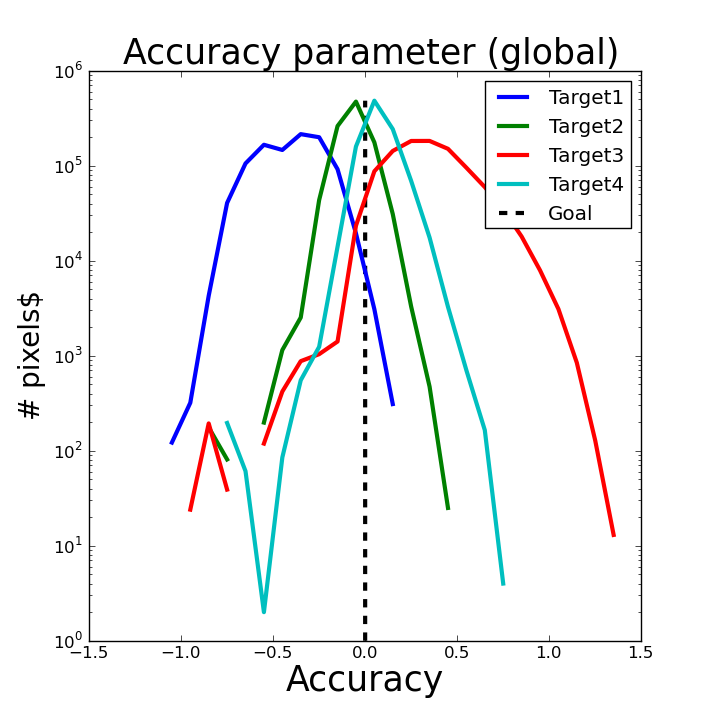 Accuracy parameter (global)
10^6
10^5
10^4
10^3
10^2
10^1
10^0
# pixels$
Target1
Target2
Target3
Target4
Goal
−1.5 −1.0 −0.5 0.0 0.5 1.0 1.5
Accuracy